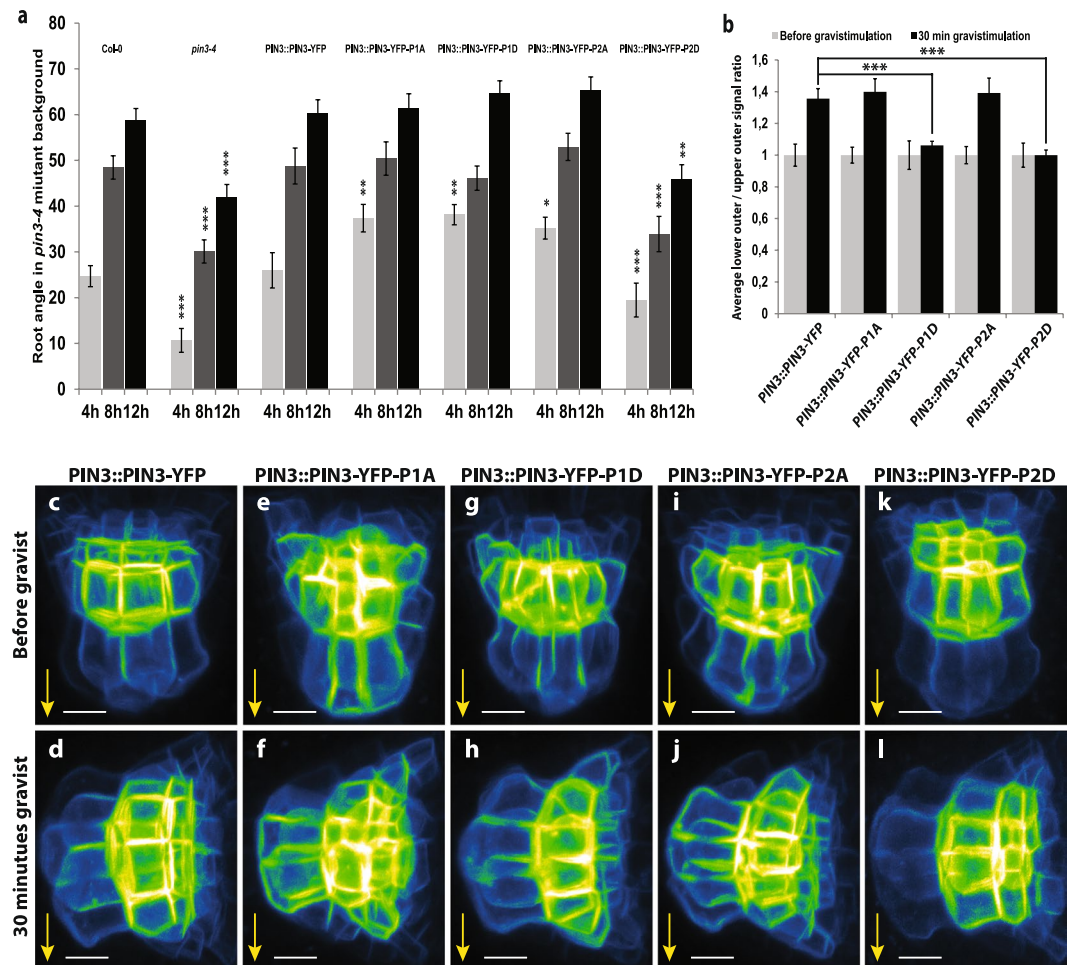 a
Root angle in pin3-4 miutant background
80
70
60
50
40
30
20
10
0
Col-0
pin3-4
PIN3::PIN3-YFP
PIN3::PIN3-YFP-P1A
PIN3::PIN3-YFP-P1D
PIN3::PIN3-YFP-P2A
PIN3::PIN3-YFP-P2D
***
***
***
**
**
*
***
***
**
4h 8h12h
4h 8h12h
4h 8h12h
4h 8h12h
4h 8h12h
4h 8h12h
4h 8h12h
b
Before gravistimulation
30 min gravistimulation
Average lower outer / upper outer signal ratio
1,6
1,4
1,2
1
0,8
0,6
0,4
0,2
0
***
***
PIN3::PIN3-YFP
PIN3::PIN3-YFP-P1A
PIN3::PIN3-YFP-P1D
PIN3::PIN3-YFP-P2A
PIN3::PIN3-YFP-P2D
PIN3::PIN3-YFP
PIN3::PIN3-YFP-P1A
PIN3::PIN3-YFP-P1D
PIN3::PIN3-YFP-P2A
PIN3::PIN3-YFP-P2D
Before gravist
c
e
g
i
k
30 minutues gravist
d
f
h
j
l